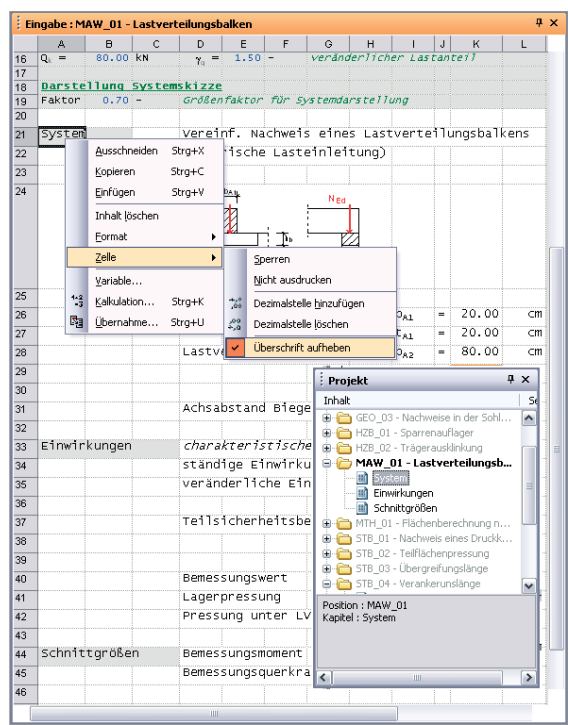 Eingabe : MAW_01 - Lastverteilungsbalken
A B C D E F G H I J K L
16 Qₖ = 80.00 kN = 1.50 - veränderlicher Lastanteil
17
18 Darstellung Systemskizze
19 Faktor 0.70 - Größenfaktor für Systemdarstellung
20
21 System Vereinf. Nachweis eines Lastverteilungsbalkens
22 ische Lasteinleitung)
23
24
NEd
Ausschneiden Strg+X
Kopieren Strg+C
Einfügen Strg+V
Inhalt löschen
Format
Zelle
Variable...
Kalkulation... Strg+K
Übernahme... Strg+U
Sperren
Nicht ausdrucken
Dezimalstelle hinzufügen
Dezimalstelle löschen
Überschrift aufheben
25
26 A1 = 20.00 cm
27 A1 = 20.00 cm
28 Lastve A2 = 80.00 cm
29
30
31 Achsabstand Biege
32
33 Einwirkungen charakteristische
34 ständige Einwirku
35 veränderliche Ein
36
37 Teilsicherheitsbe
38
39
40 Bemessungswert
41 Lagerpressung
42 Pressung unter LV
43
44 Schnittgrößen Bemessungsmoment
45 Bemessungsquerkra
46
Projekt
Inhalt Se
GEO_03 - Nachweise in der Sohl...
HZB_01 - Sparrenauflager
HZB_02 - Trägerausklinkung
MAW_01 - Lastverteilungsb...
System
Einwirkungen
Schnittgrößen
MTH_01 - Flächenberechnung n...
STB_01 - Nachweis eines Druckk...
STB_02 - Teilflächenpressung
STB_03 - Übergreifungslänge
STB_04 - Verankerunslänge
Position : MAW_01
Kapitel : System